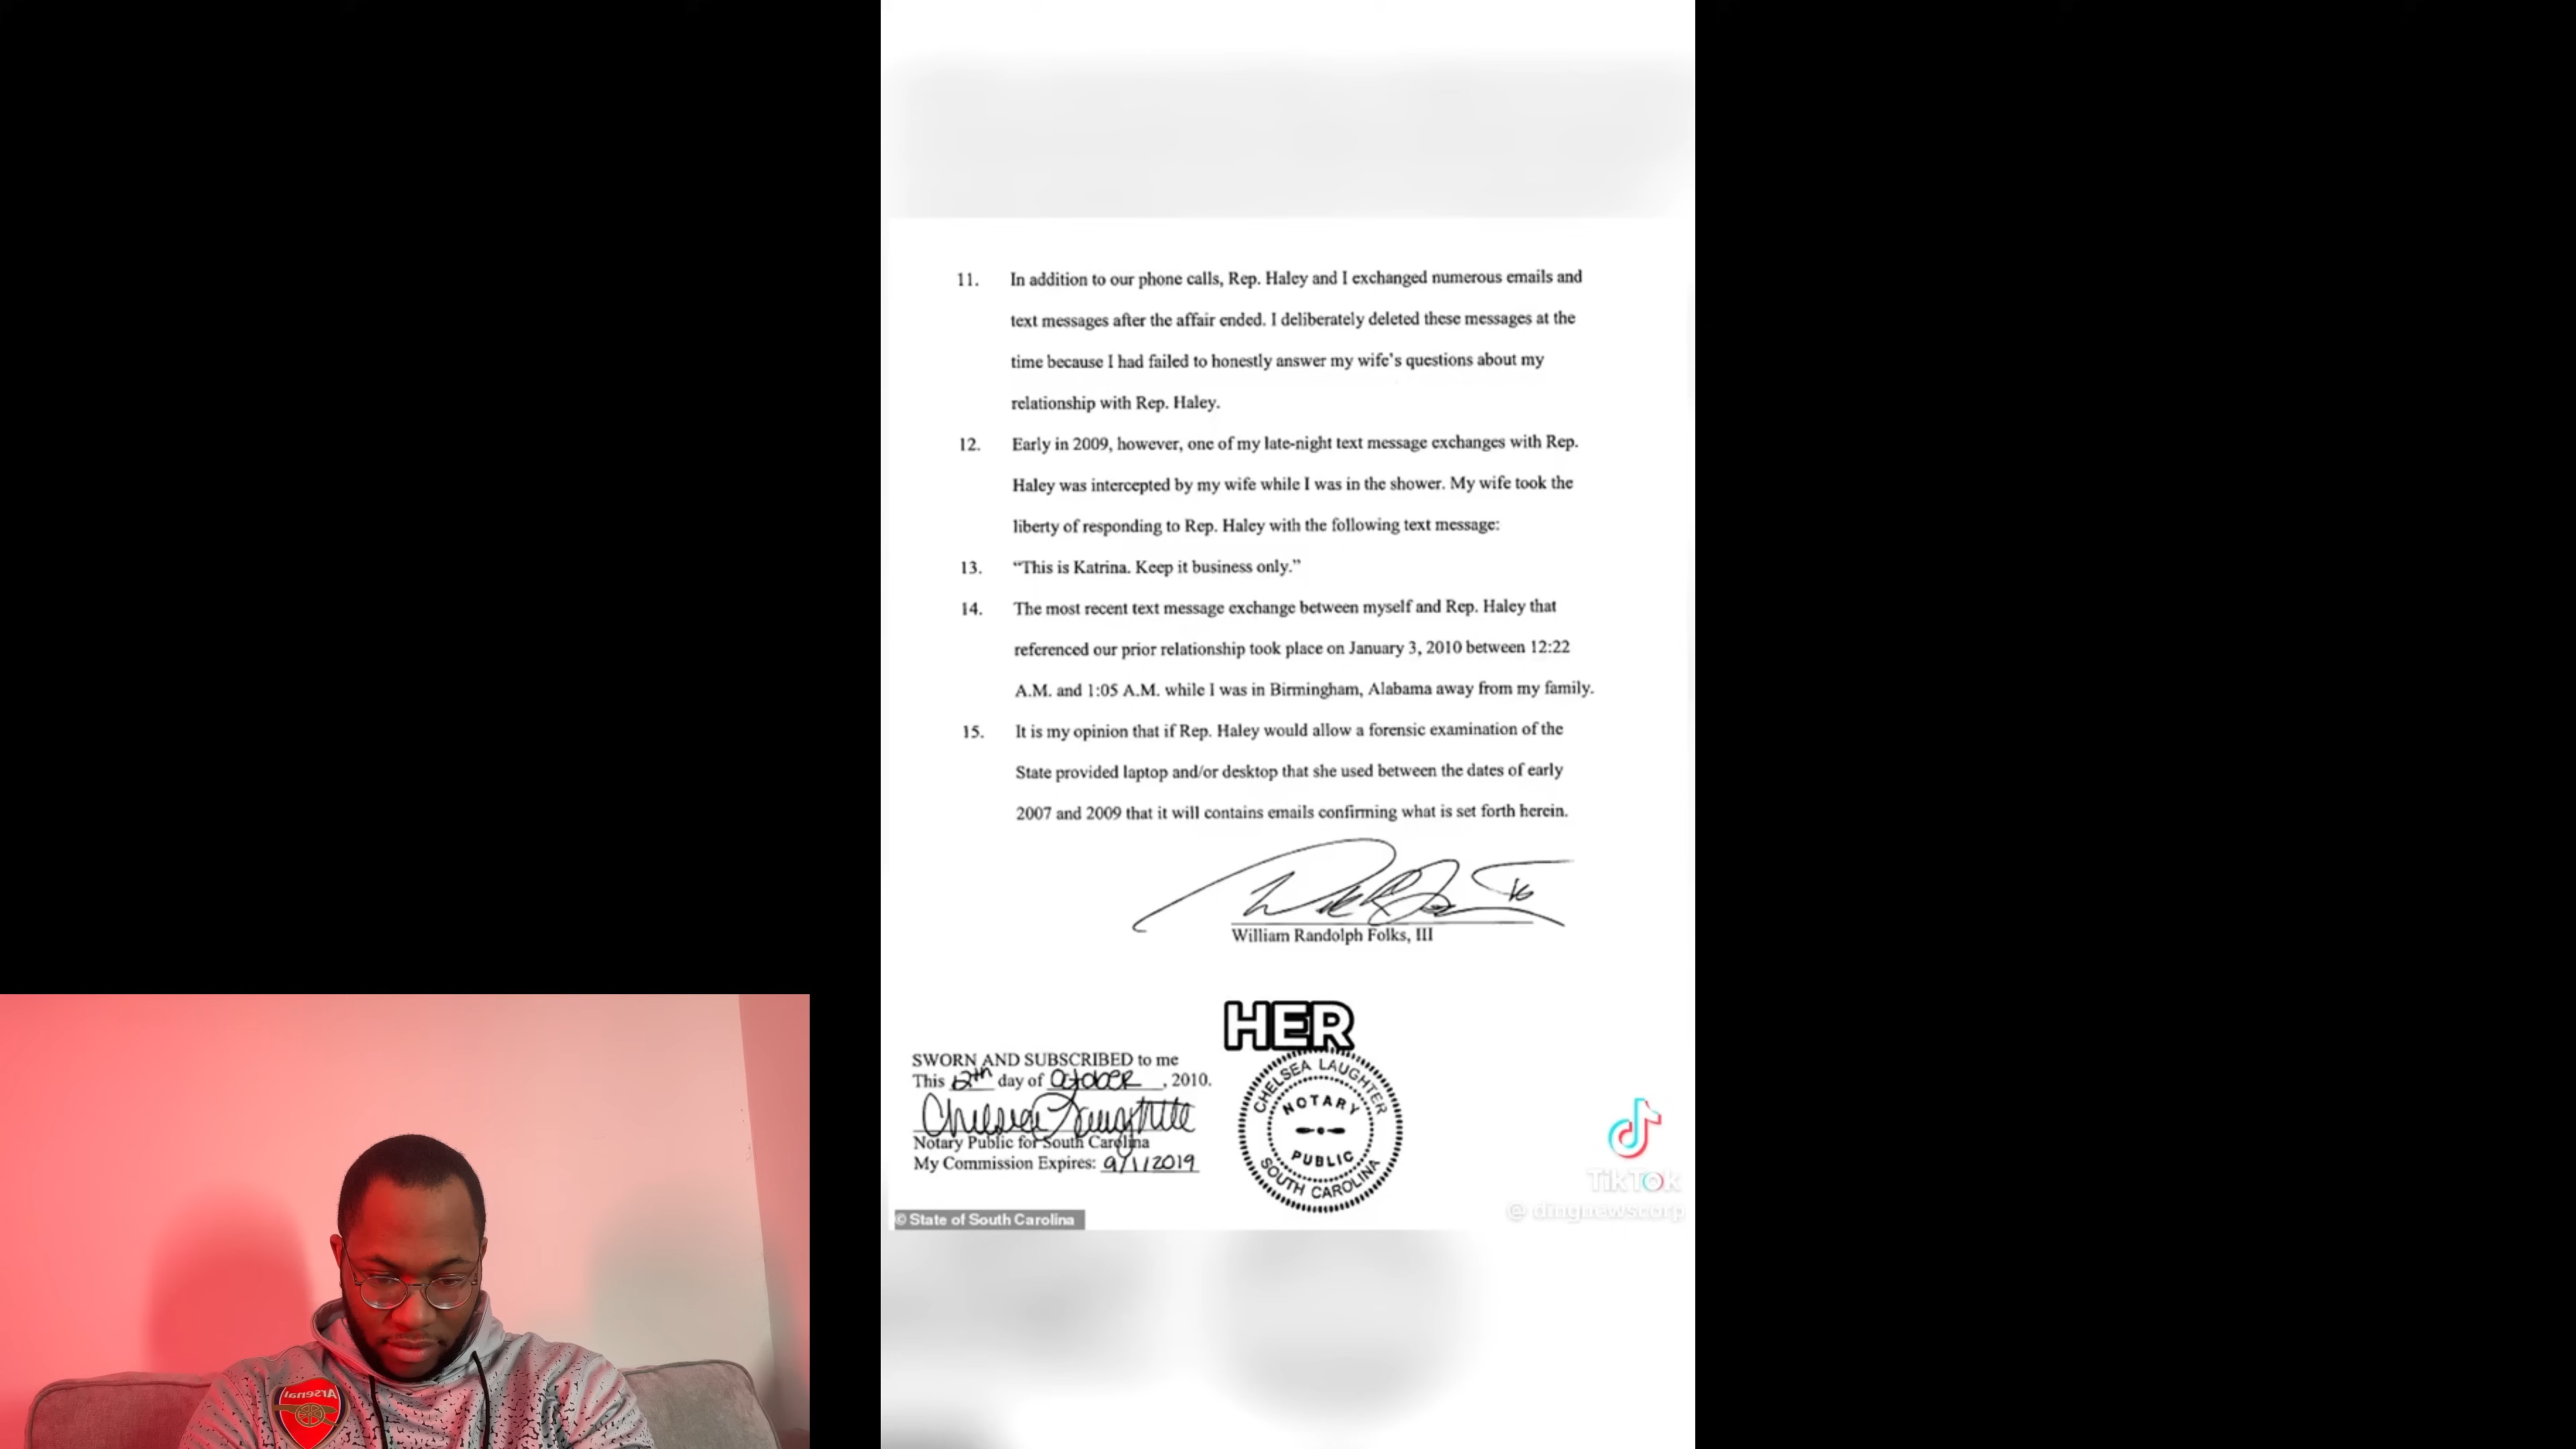 11. In addition to our phone calls, Rep. Haley and I exchanged numerous emails and
text messages after the affair ended. I deliberately deleted these messages at the
time because I had failed to honestly answer my wife's questions about my
relationship with Rep. Haley.
12. Early in 2009, however, one of my late-night text message exchanges with Rep.
Haley was intercepted by my wife while I was in the shower. My wife took the
liberty of responding to Rep. Haley with the following text message:
13. “This is Katrina. Keep it business only.”
14. The most recent text message exchange between myself and Rep. Haley that
referenced our prior relationship took place on January 3, 2010 between 12:22
A.M. and 1:05 A.M. while I was in Birmingham, Alabama away from my family.
15. It is my opinion that if Rep. Haley would allow a forensic examination of the
State provided laptop and/or desktop that she used between the dates of early
2007 and 2009 that it will contains emails confirming what is set forth herein.
William Randolph Folks, III
HER
SWORN AND SUBSCRIBED to me
This 12th day of October, 2010.
Chelsea Laughter
Notary Public for South Carolina
My Commission Expires: 9/1/2019
CHELSEA LAUGHTER
NOTARY
PUBLIC
SOUTH CAROLINA
© State of South Carolina
TikTok
@dingnewscorp
Arsenal